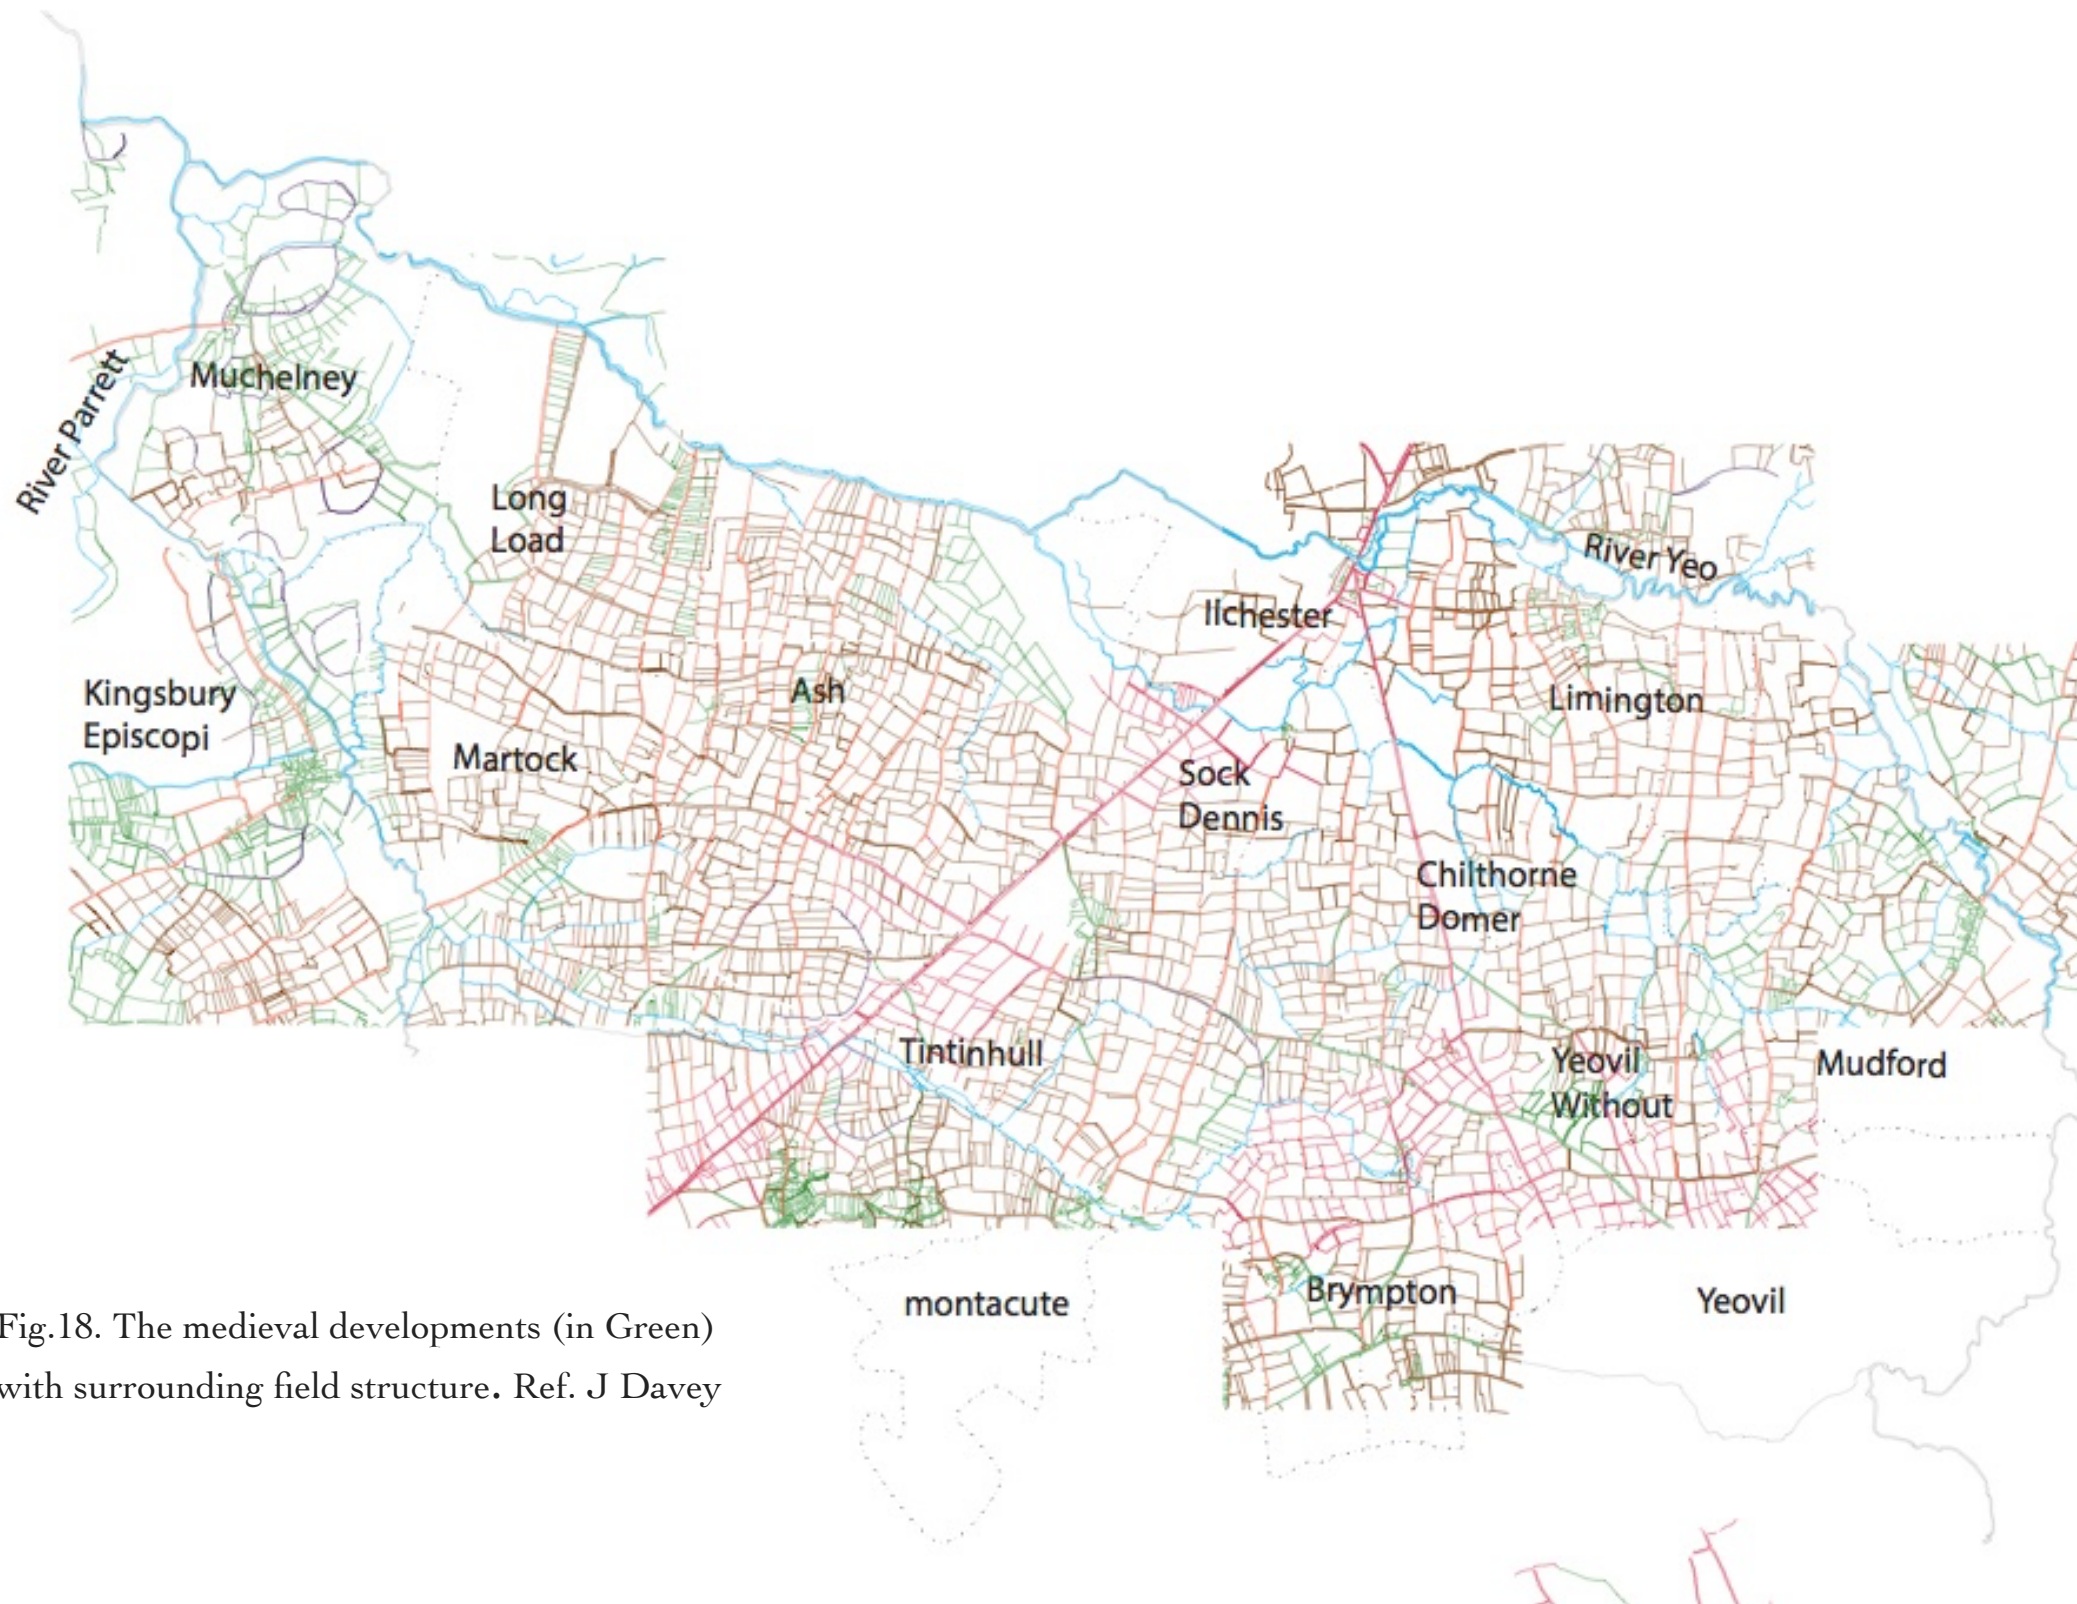 River Parrett
Muchelney
Long
Load
Ilchester
River Yeo
Kingsbury
Episcopi
Martock
Ash
Limington
Sock
Dennis
Chilthorne
Domer
Tintinhull
Yeovil
Without
Mudford
montacute
Brympton
Yeovil
Fig.18. The medieval developments (in Green)
with surrounding field structure. Ref. J Davey